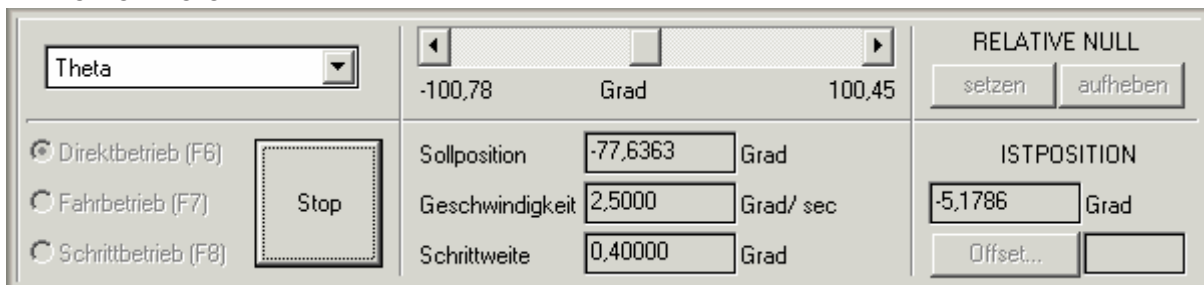 Theta
-100,78 Grad 100,45
RELATIVE NULL
setzen aufheben
Direktbetrieb (F6)
Fahrbetrieb (F7)
Schrittbetrieb (F8)
Stop
Sollposition -77,6363 Grad
Geschwindigkeit 2,5000 Grad/ sec
Schrittweite 0,40000 Grad
ISTPOSITION
-5,1786 Grad
Offset...